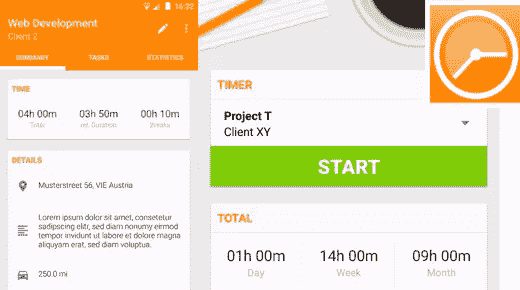 16:22
Web Development
Client 2
SUMMARY TASKS STATISTICS
TIME
04h 00m 03h 50m 00h 10m
Total rel. Duration Breaks
DETAILS
Musterstreet 56, VIE Austria
Lorem ipsum dolor sit amet, consetetur
sadipscing elitr, sed diam nonumy eirmod
tempor invidunt ut labore et dolore magna
aliquyam erat, sed diam voluptua.
250.0 mi
TIMER
Project T
Client XY
START
TOTAL
01h 00m 14h 00m 09h 00m
Day Week Month